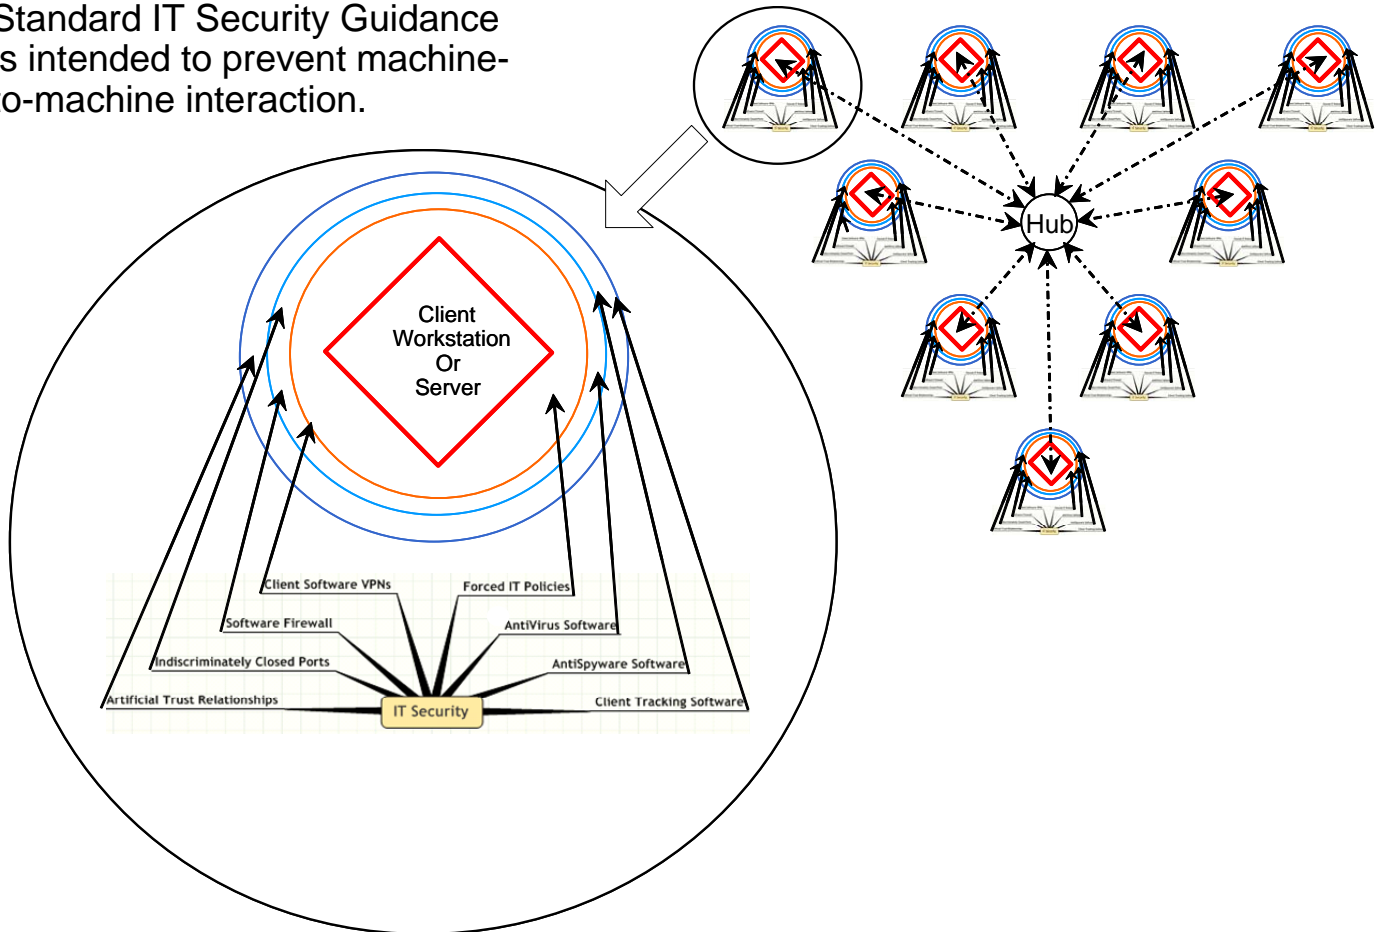 Standard IT Security Guidance
s intended to prevent machine-
to-machine interaction.
Hub
Client
Workstation
Or
Server
Client Software VPNs
Forced IT Policies
Software Firewall
AntiVirus Software
Indiscriminately Closed Ports
AntiSpyware Software
Artificial Trust Relationships
Client Tracking Software
IT Security